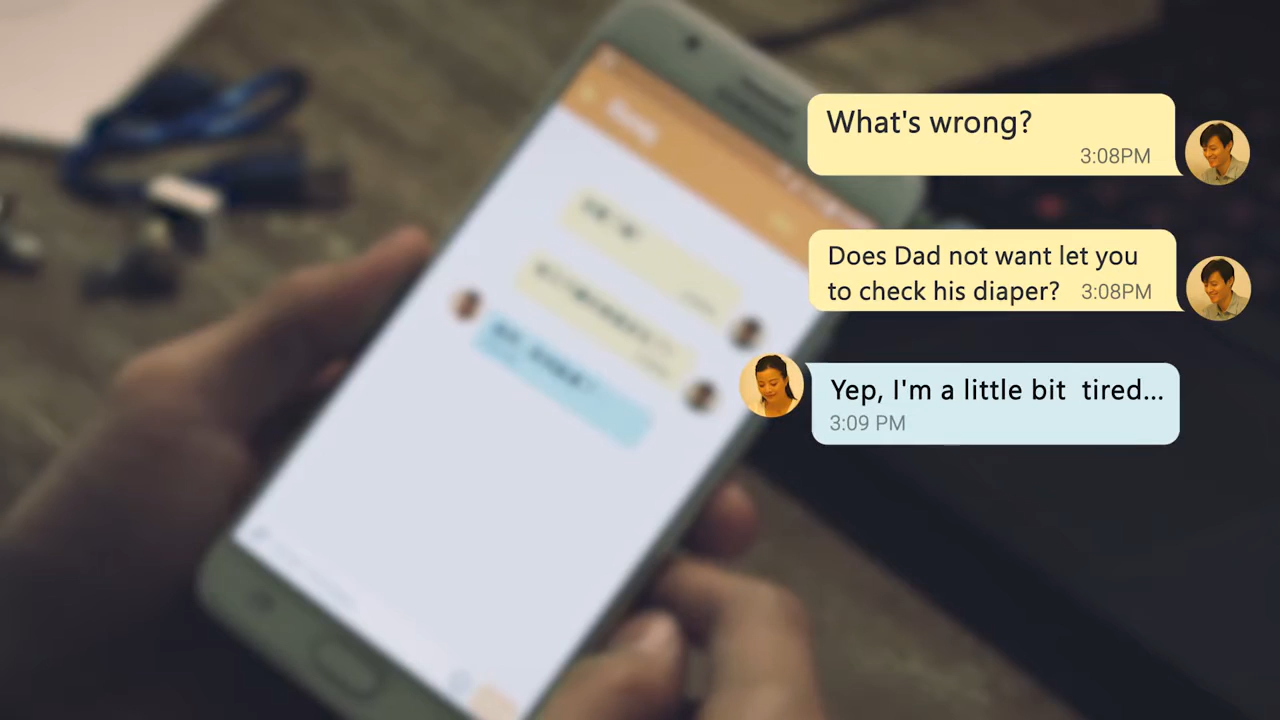 What's wrong?
3:08PM
Does Dad not want let you
to check his diaper? 3:08PM
Yep, I'm a little bit tired...
3:09 PM